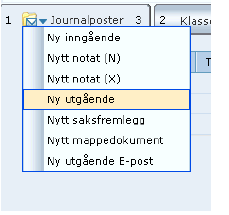 1 Journalposter 3 2 Klasse
Ny inngående
Nytt notat (N)
Nytt notat (X)
Ny utgående
Nytt saksfremlegg
Nytt mappedokument
Ny utgående E-post